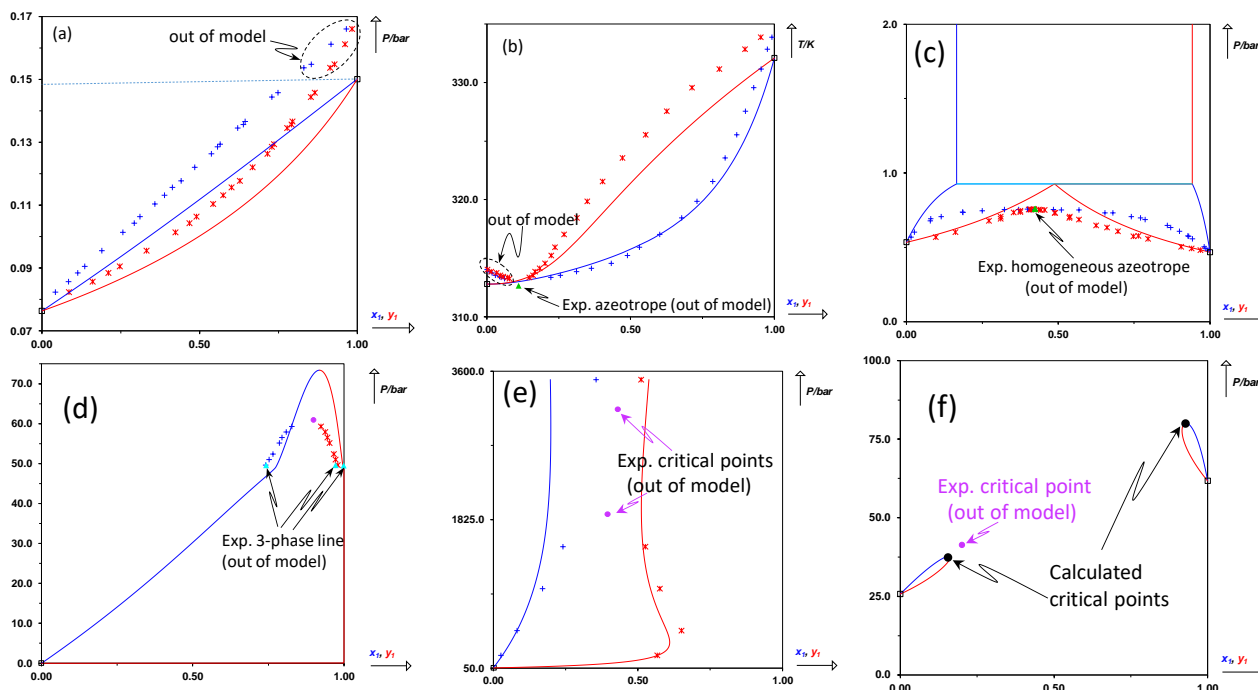 (a)
out of model
P/bar
0.17
0.15
0.13
0.11
0.09
0.07
0.00
0.50
1.00
x₁, y₁
(b)
T/K
330.0
320.0
310.0
out of model
Exp. azeotrope (out of model)
0.00
0.50
1.00
x₁, y₁
(c)
P/bar
2.0
1.0
0.0
Exp. homogeneous azeotrope
(out of model)
0.00
0.50
1.00
x₁, y₁
(d)
P/bar
70.0
60.0
50.0
40.0
30.0
20.0
10.0
0.0
Exp. 3-phase line
(out of model)
0.00
0.50
1.00
x₁, y₁
(e)
P/bar
3600.0
1825.0
50.0
Exp. critical points
(out of model)
0.00
0.50
1.00
x₁, y₁
(f)
P/bar
100.0
75.0
50.0
25.0
0.0
Exp. critical point
(out of model)
Calculated
critical points
0.00
0.50
1.00
x₁, y₁